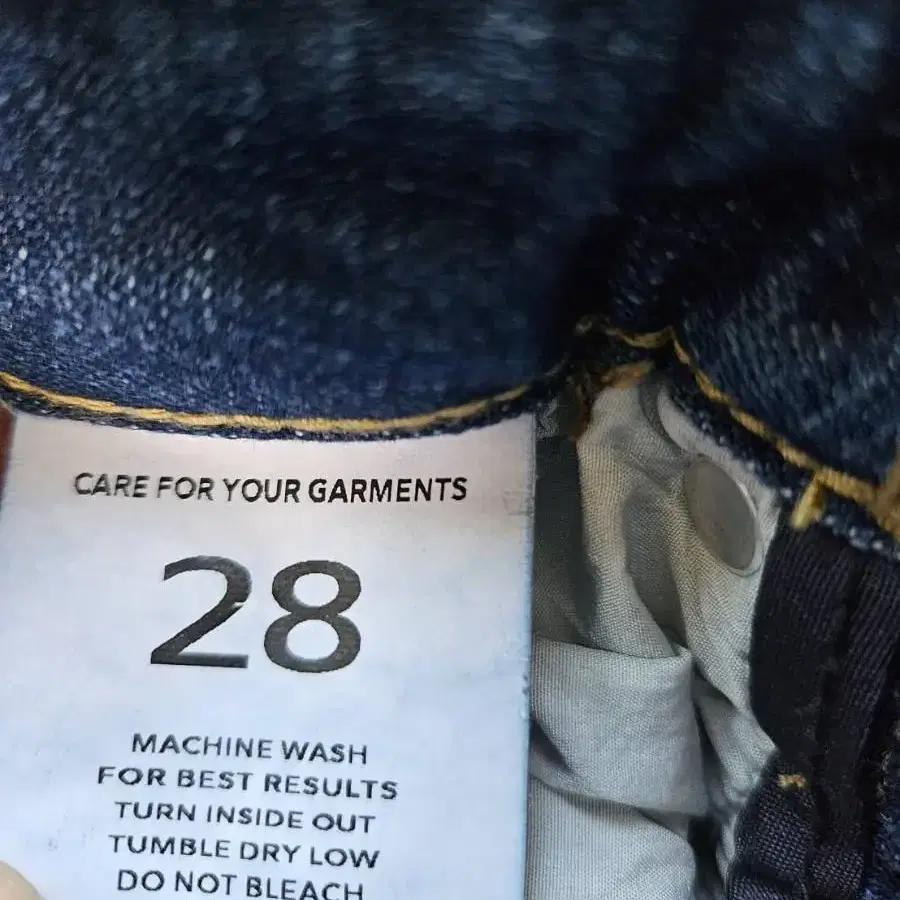 CARE FOR YOUR GARMENTS
28
MACHINE WASH
FOR BEST RESULTS
TURN INSIDE OUT
TUMBLE DRY LOW
DO NOT BLEACH